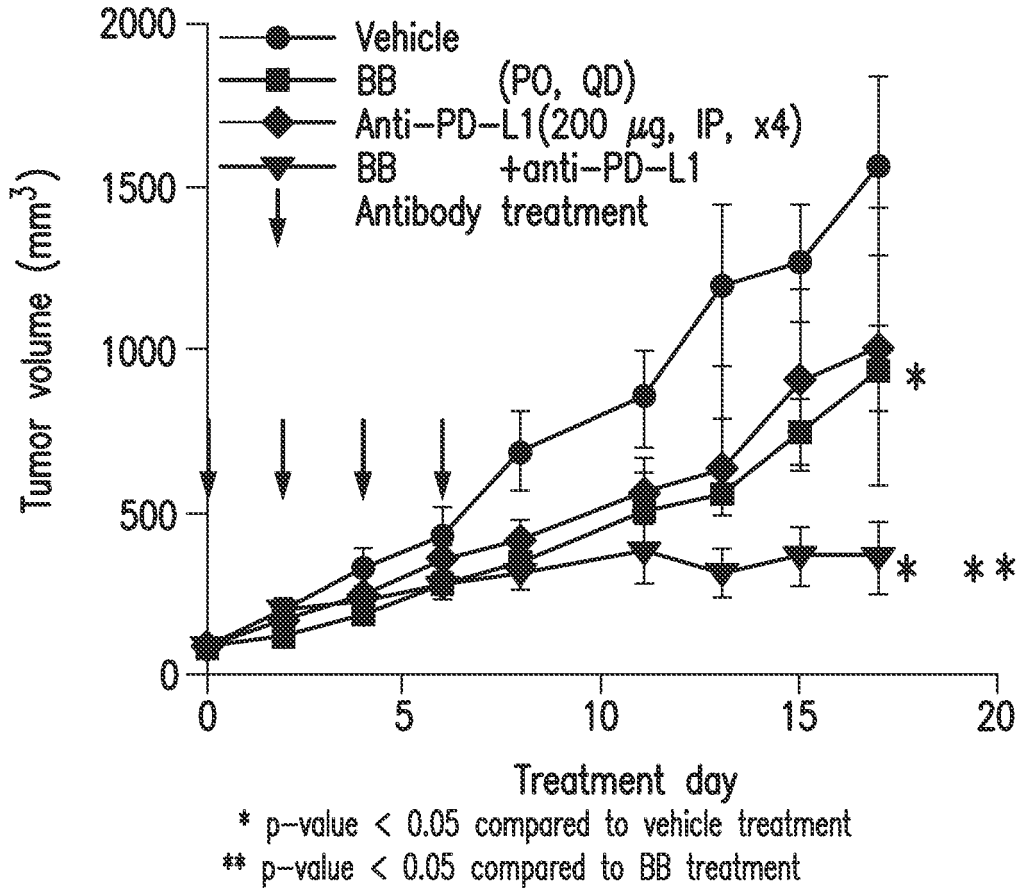 2000
1500
1000
500
0
Tumor volume (mm³)
Vehicle
BB (PO, QD)
Anti-PD-L1(200 μg, IP, x4)
BB +anti-PD-L1
Antibody treatment
*
* * *
0 5 10 15 20
Treatment day
* p-value < 0.05 compared to vehicle treatment
** p-value < 0.05 compared to BB treatment